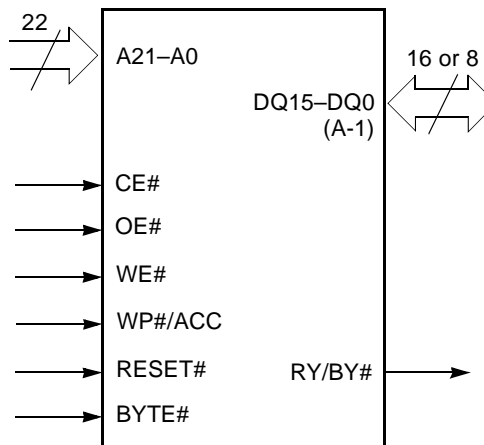 22
A21–A0
16 or 8
DQ15–DQ0
(A-1)
CE#
OE#
WE#
WP#/ACC
RESET#
RY/BY#
BYTE#